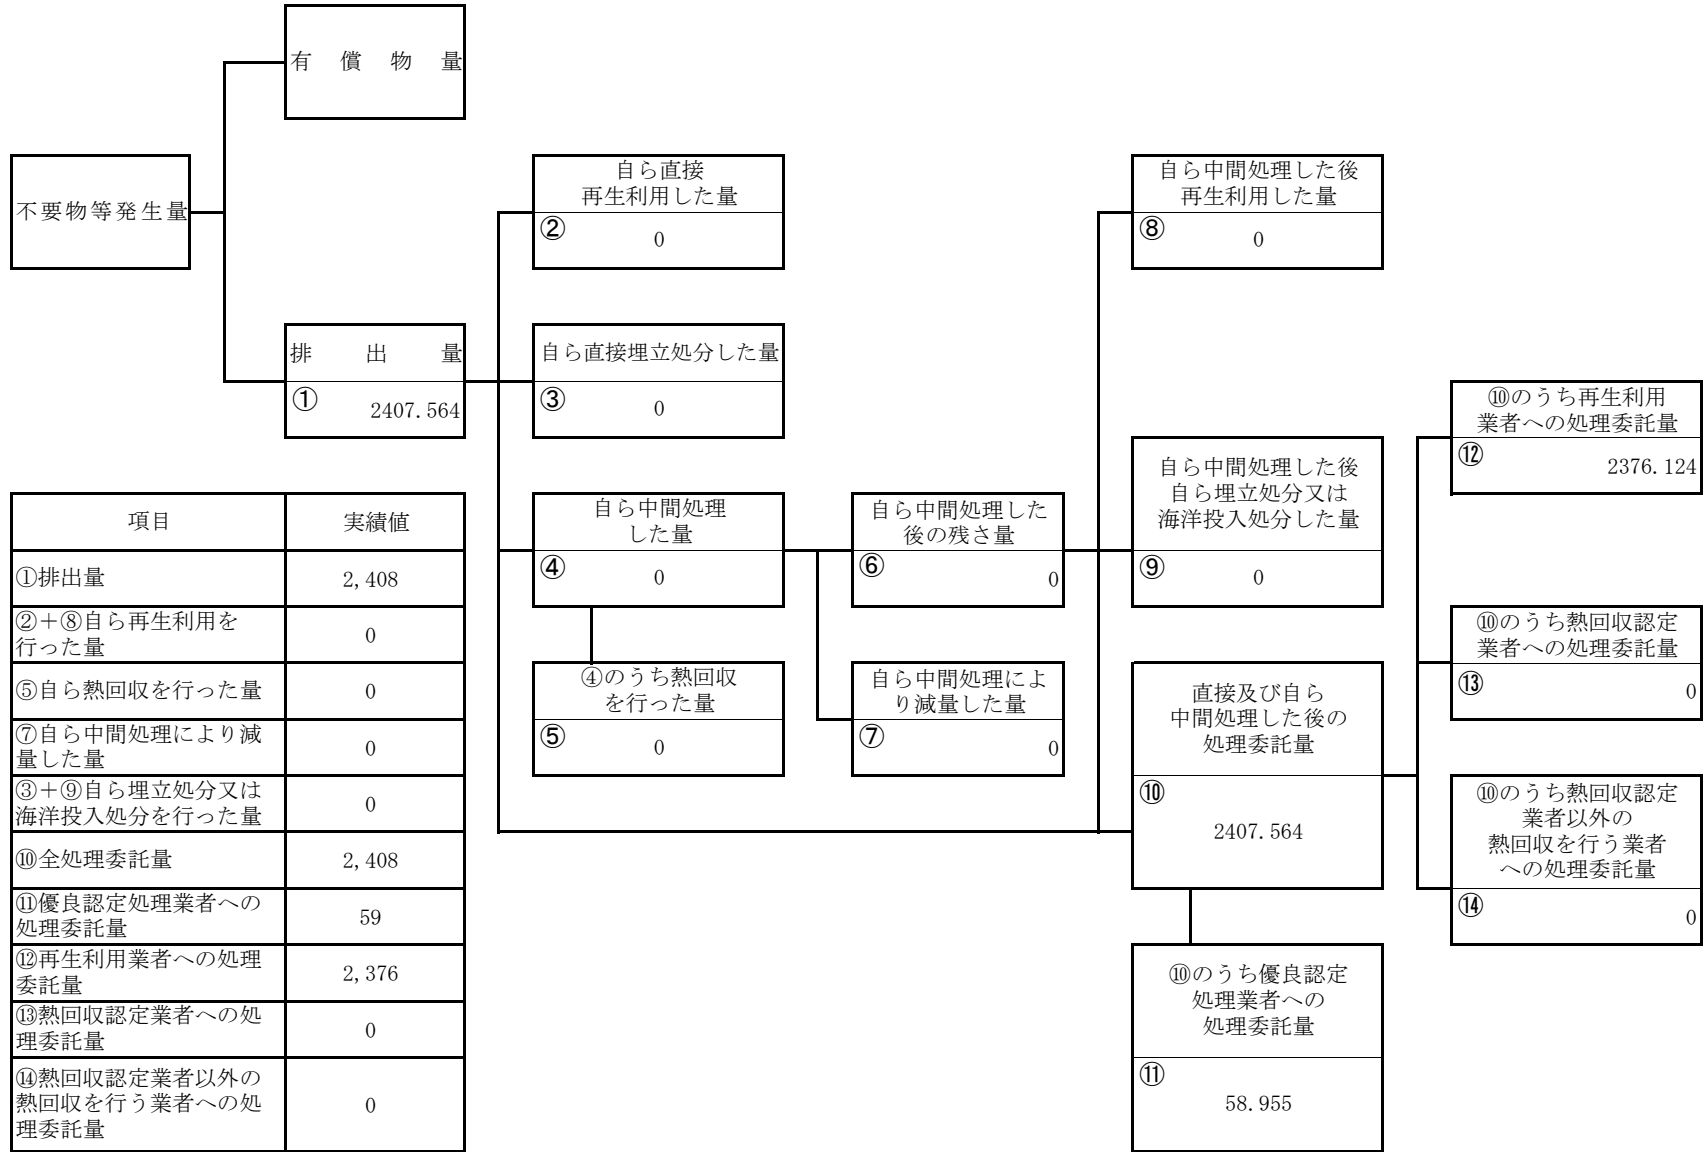 有償物量
不要物等発生量
自ら直接
再生利用した量
② 0
自ら中間処理した後
再生利用した量
⑧ 0
排出量
① 2407.564
自ら直接埋立処分した量
③ 0
⑩のうち再生利用
業者への処理委託量
⑫ 2376.124
自ら中間処理
した量
④ 0
自ら中間処理した
後の残さ量
⑥ 0
自ら中間処理した後
自ら埋立処分又は
海洋投入処分した量
⑨ 0
⑩のうち熱回収認定
業者への処理委託量
⑬ 0
④のうち熱回収
を行った量
⑤ 0
自ら中間処理によ
り減量した量
⑦ 0
直接及び自ら
中間処理した後の
処理委託量
⑩
2407.564
⑩のうち熱回収認定
業者以外の
熱回収を行う業者
への処理委託量
⑭ 0
⑩のうち優良認定
処理業者への
処理委託量
⑪
58.955
項目 実績値
①排出量 2,408
②+⑧自ら再生利用を
行った量 0
⑤自ら熱回収を行った量 0
⑦自ら中間処理により減
量した量 0
③+⑨自ら埋立処分又は
海洋投入処分を行った量 0
⑩全処理委託量 2,408
⑪優良認定処理業者への
処理委託量 59
⑫再生利用業者への処理
委託量 2,376
⑬熱回収認定業者への処
理委託量 0
⑭熱回収認定業者以外の
熱回収を行う業者への処
理委託量 0